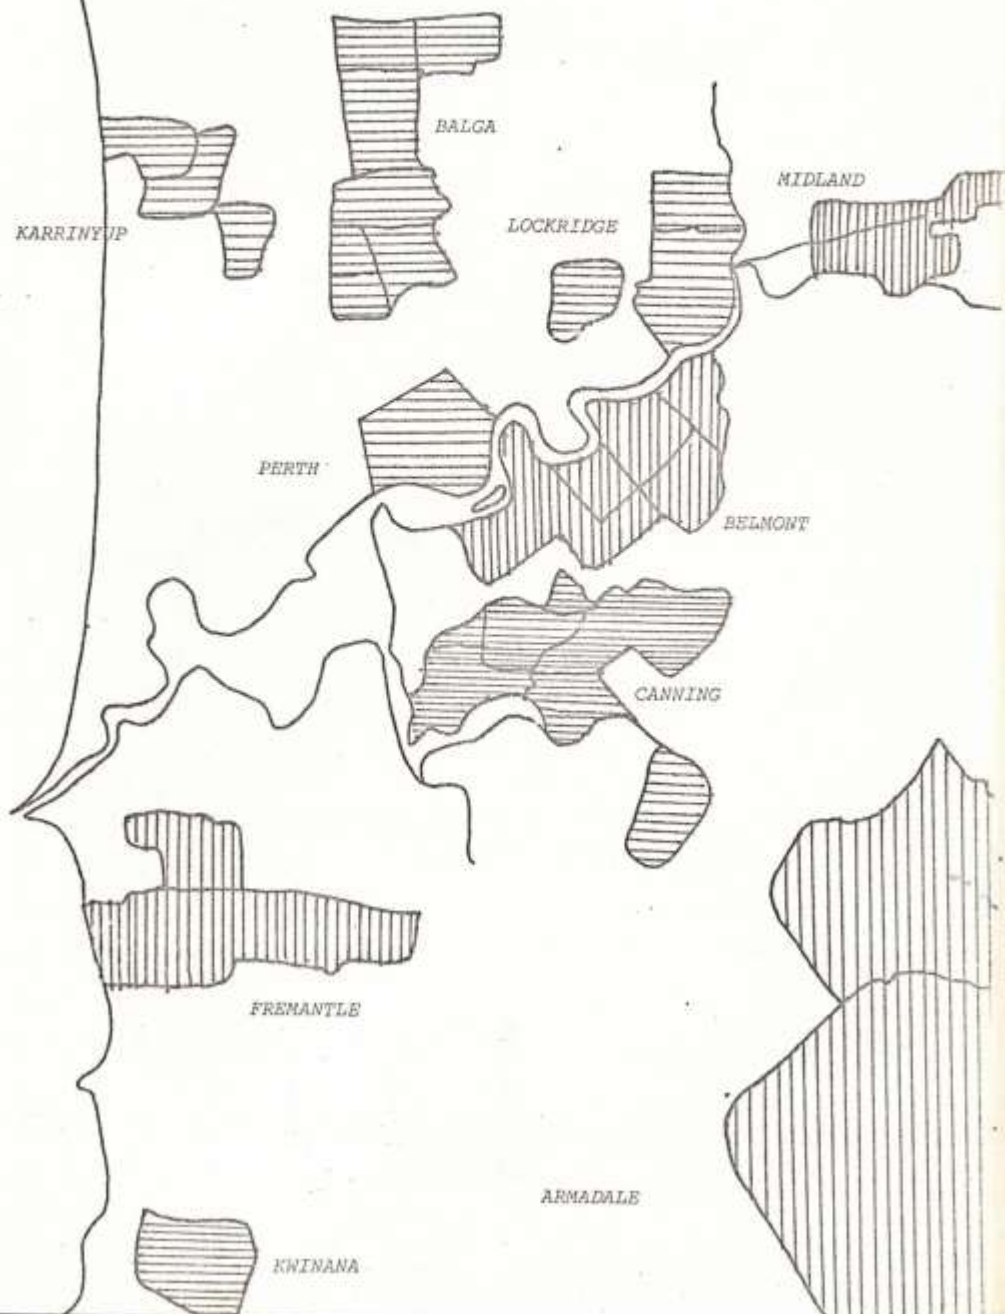 BALGA
MIDLAND
LOCKRIDGE
KARRINYUP
PERTH
BELMONT
CANNING
FREMANTLE
ARMADALE
KWINANA